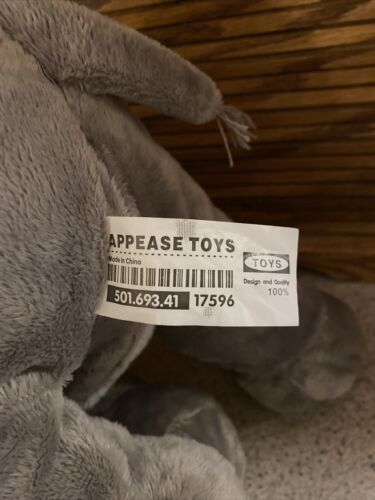 APPEASE TOYS
Made in China
501.693.41 17596
TOYS
Design and Quality
100%